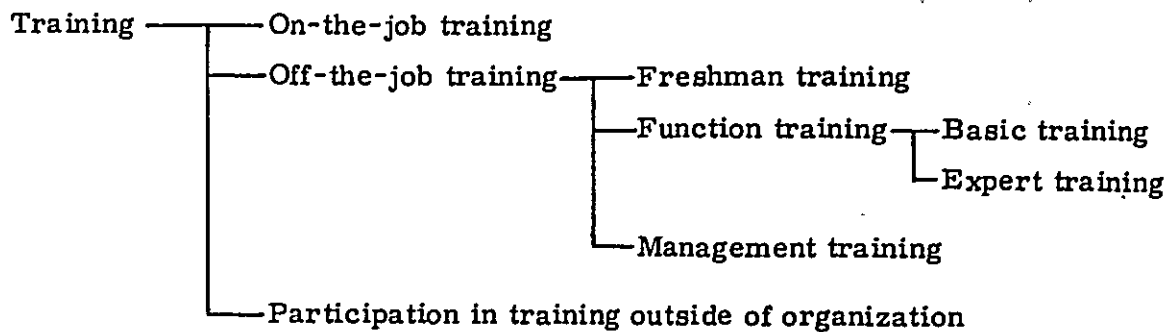 Training On-the-job training
Off-the-job training Freshman training
Function training Basic training
Expert training
Management training
Participation in training outside of organization